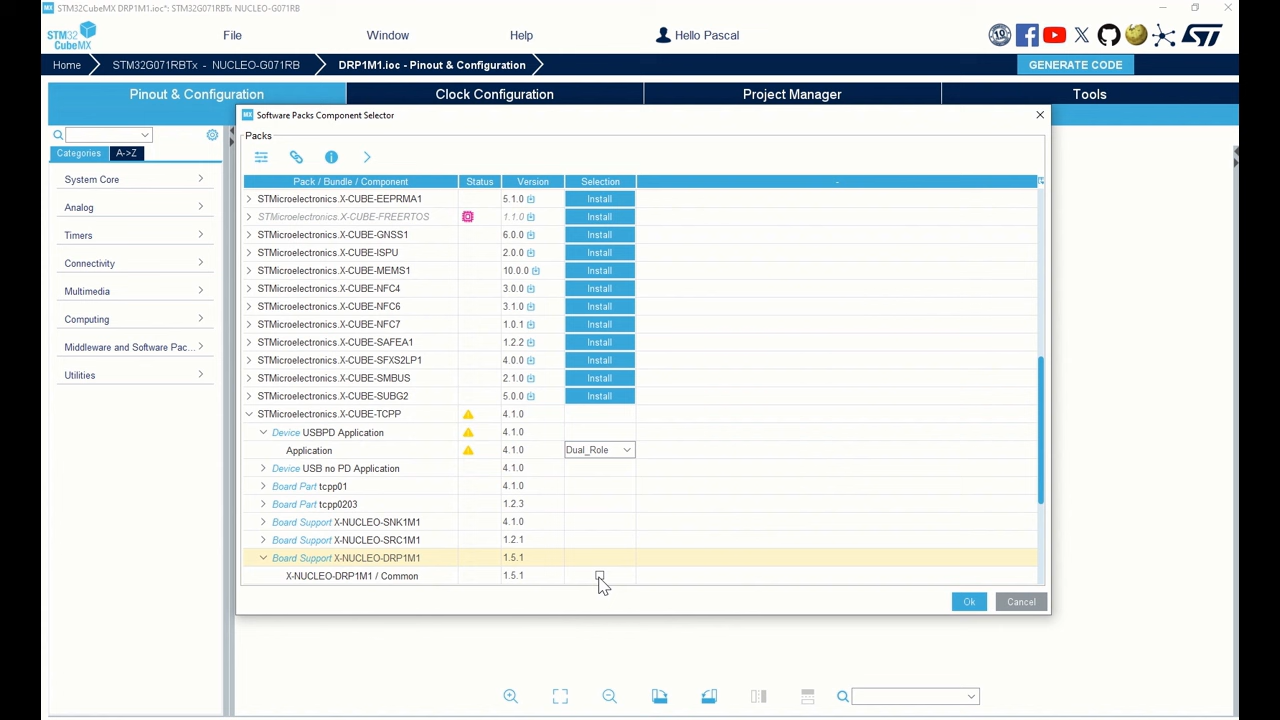 MX STM32CubeMX DRP1M1.ioc*: STM32G071RBTx NUCLEO-G071RB
STM32
CubeMX
File
Window
Help
Hello Pascal
10
ST
Home
STM32G071RBTx - NUCLEO-G071RB
DRP1M1.ioc - Pinout & Configuration
GENERATE CODE
Pinout & Configuration
Clock Configuration
Project Manager
Tools
MX Software Packs Component Selector
Packs
Categories
A->Z
System Core
Analog
Timers
Connectivity
Multimedia
Computing
Middleware and Software Pac...
Utilities
Pack / Bundle / Component Status Version Selection -
STMicroelectronics.X-CUBE-EEPRMA1 5.1.0 Install
STMicroelectronics.X-CUBE-FREERTOS 1.1.0 Install
STMicroelectronics.X-CUBE-GNSS1 6.0.0 Install
STMicroelectronics.X-CUBE-ISPU 2.0.0 Install
STMicroelectronics.X-CUBE-MEMS1 10.0.0 Install
STMicroelectronics.X-CUBE-NFC4 3.0.0 Install
STMicroelectronics.X-CUBE-NFC6 3.1.0 Install
STMicroelectronics.X-CUBE-NFC7 1.0.1 Install
STMicroelectronics.X-CUBE-SAFEA1 1.2.2 Install
STMicroelectronics.X-CUBE-SFXS2LP1 4.0.0 Install
STMicroelectronics.X-CUBE-SMBUS 2.1.0 Install
STMicroelectronics.X-CUBE-SUBG2 5.0.0 Install
STMicroelectronics.X-CUBE-TCPP 4.1.0
Device USBPD Application 4.1.0
Application 4.1.0 Dual_Role
Device USB no PD Application 4.1.0
Board Part tcpp01 4.1.0
Board Part tcpp0203 1.2.3
Board Support X-NUCLEO-SNK1M1 4.1.0
Board Support X-NUCLEO-SRC1M1 1.2.1
Board Support X-NUCLEO-DRP1M1 1.5.1
X-NUCLEO-DRP1M1 / Common 1.5.1
Ok
Cancel